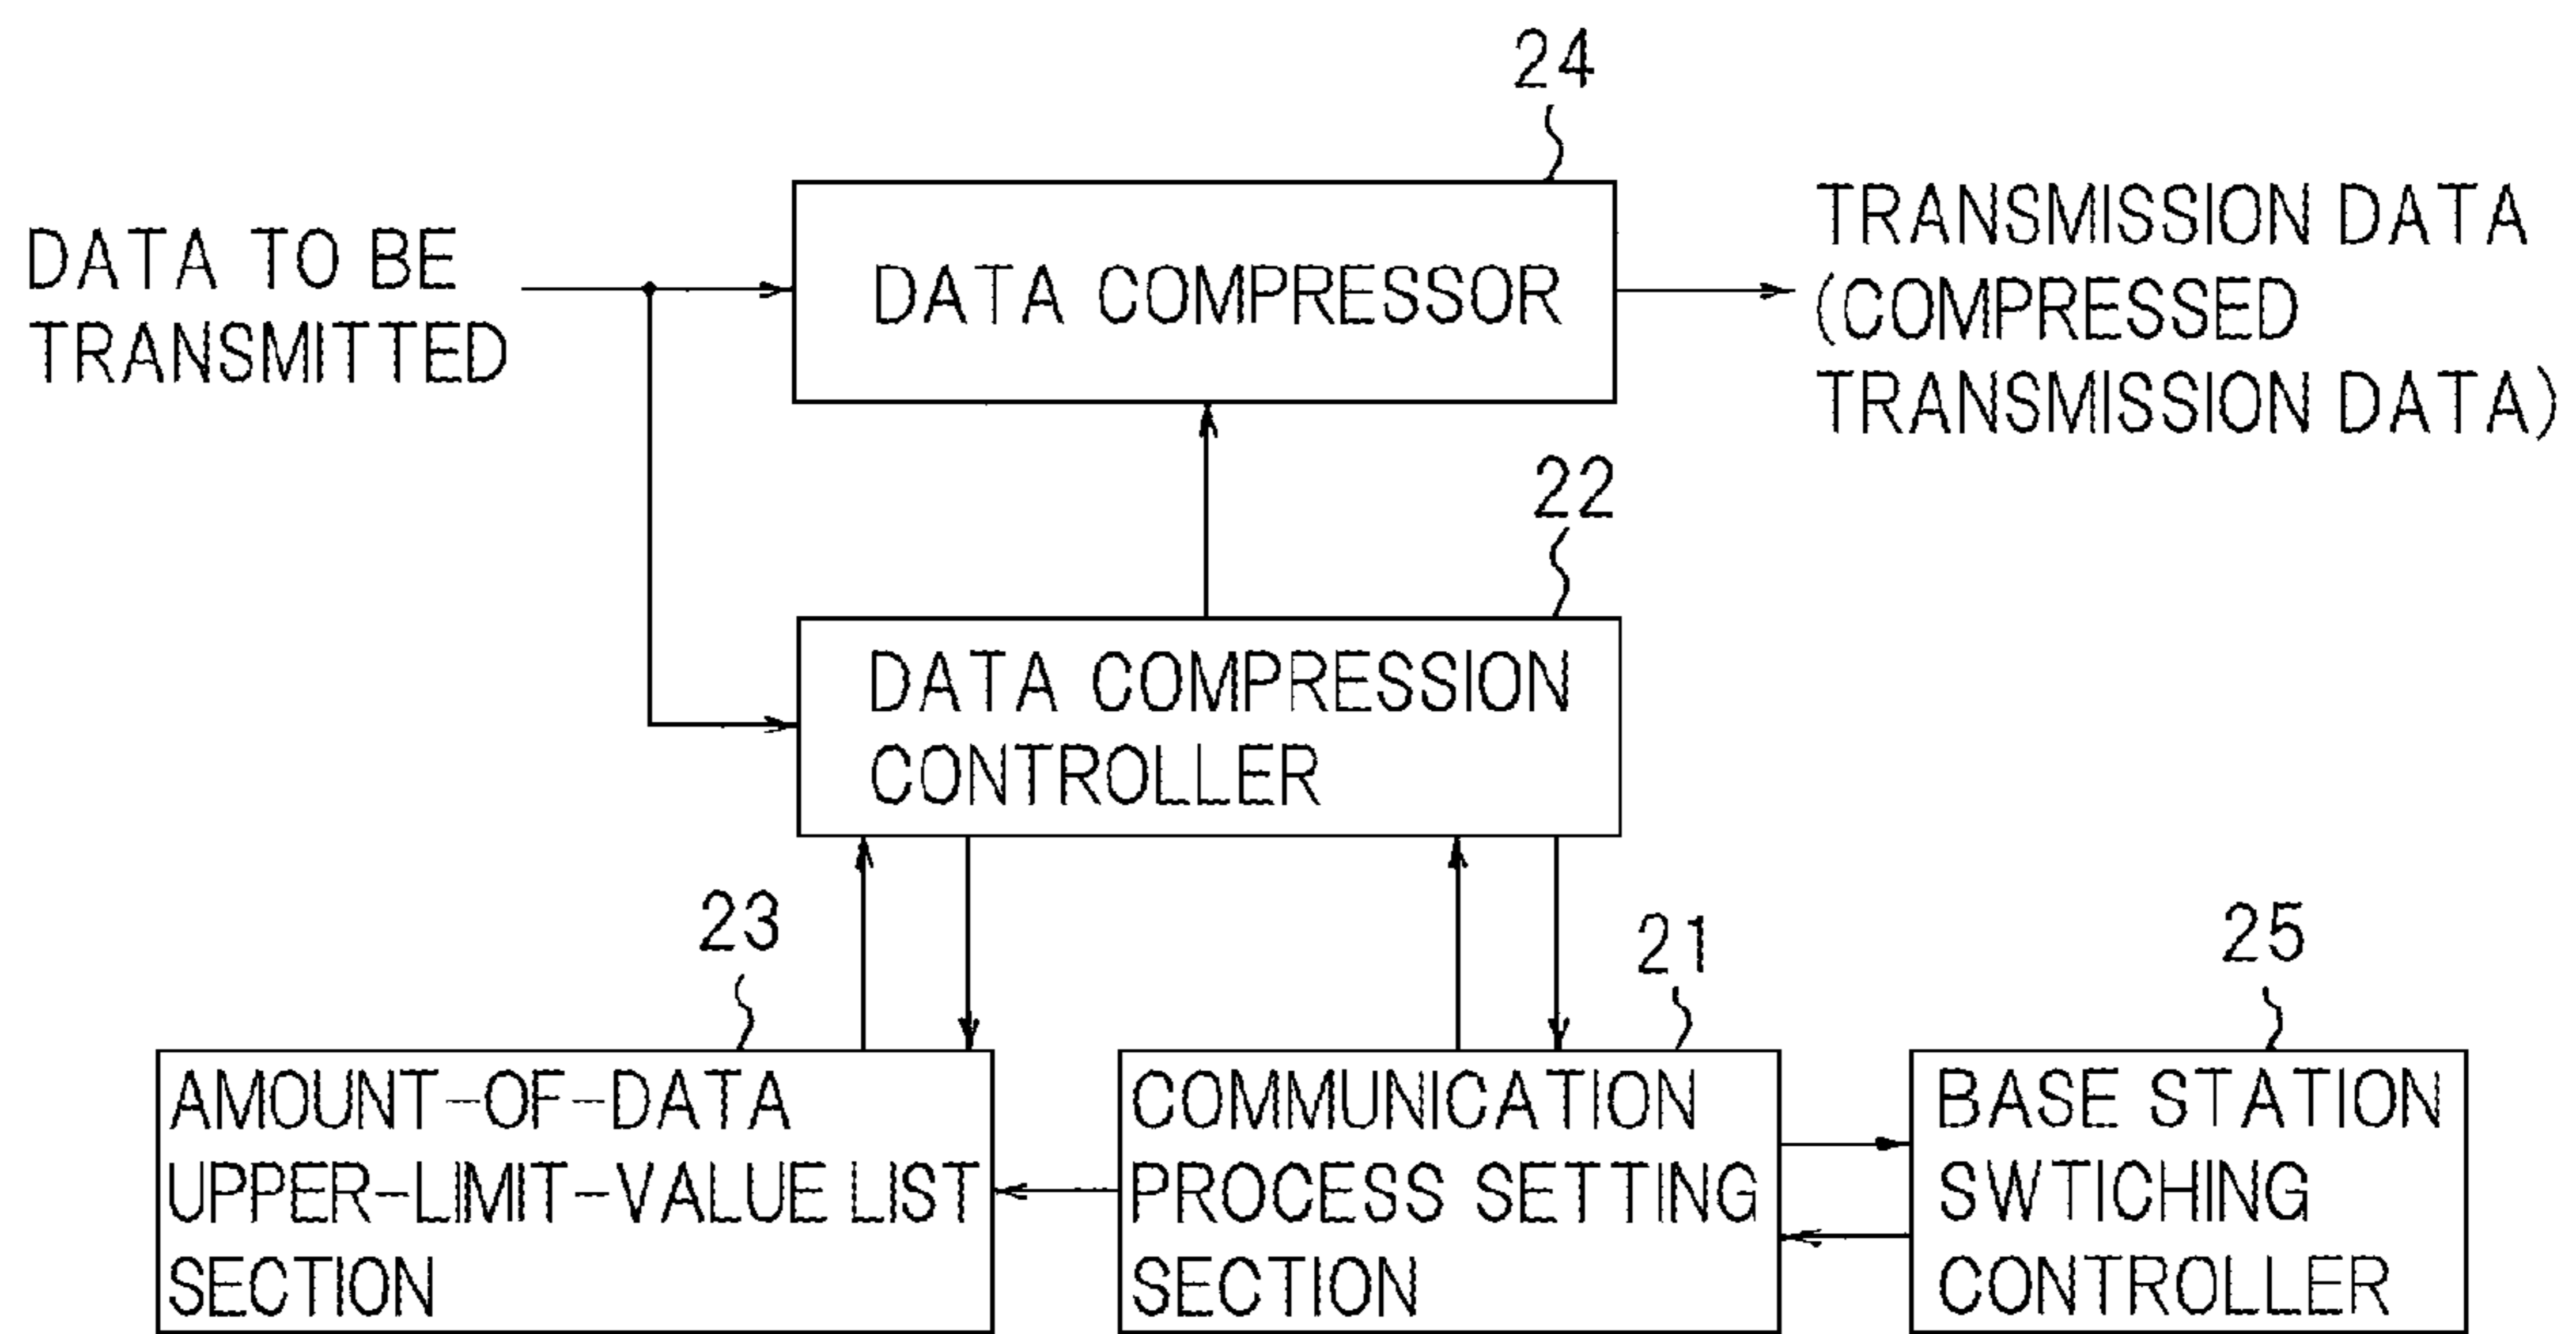 24
DATA TO BE
TRANSMITTED
DATA COMPRESSOR
TRANSMISSION DATA
(COMPRESSED
TRANSMISSION DATA)
22
DATA COMPRESSION
CONTROLLER
23
21
25
AMOUNT-OF-DATA
UPPER-LIMIT-VALUE LIST
SECTION
COMMUNICATION
PROCESS SETTING
SECTION
BASE STATION
SWTICHING
CONTROLLER